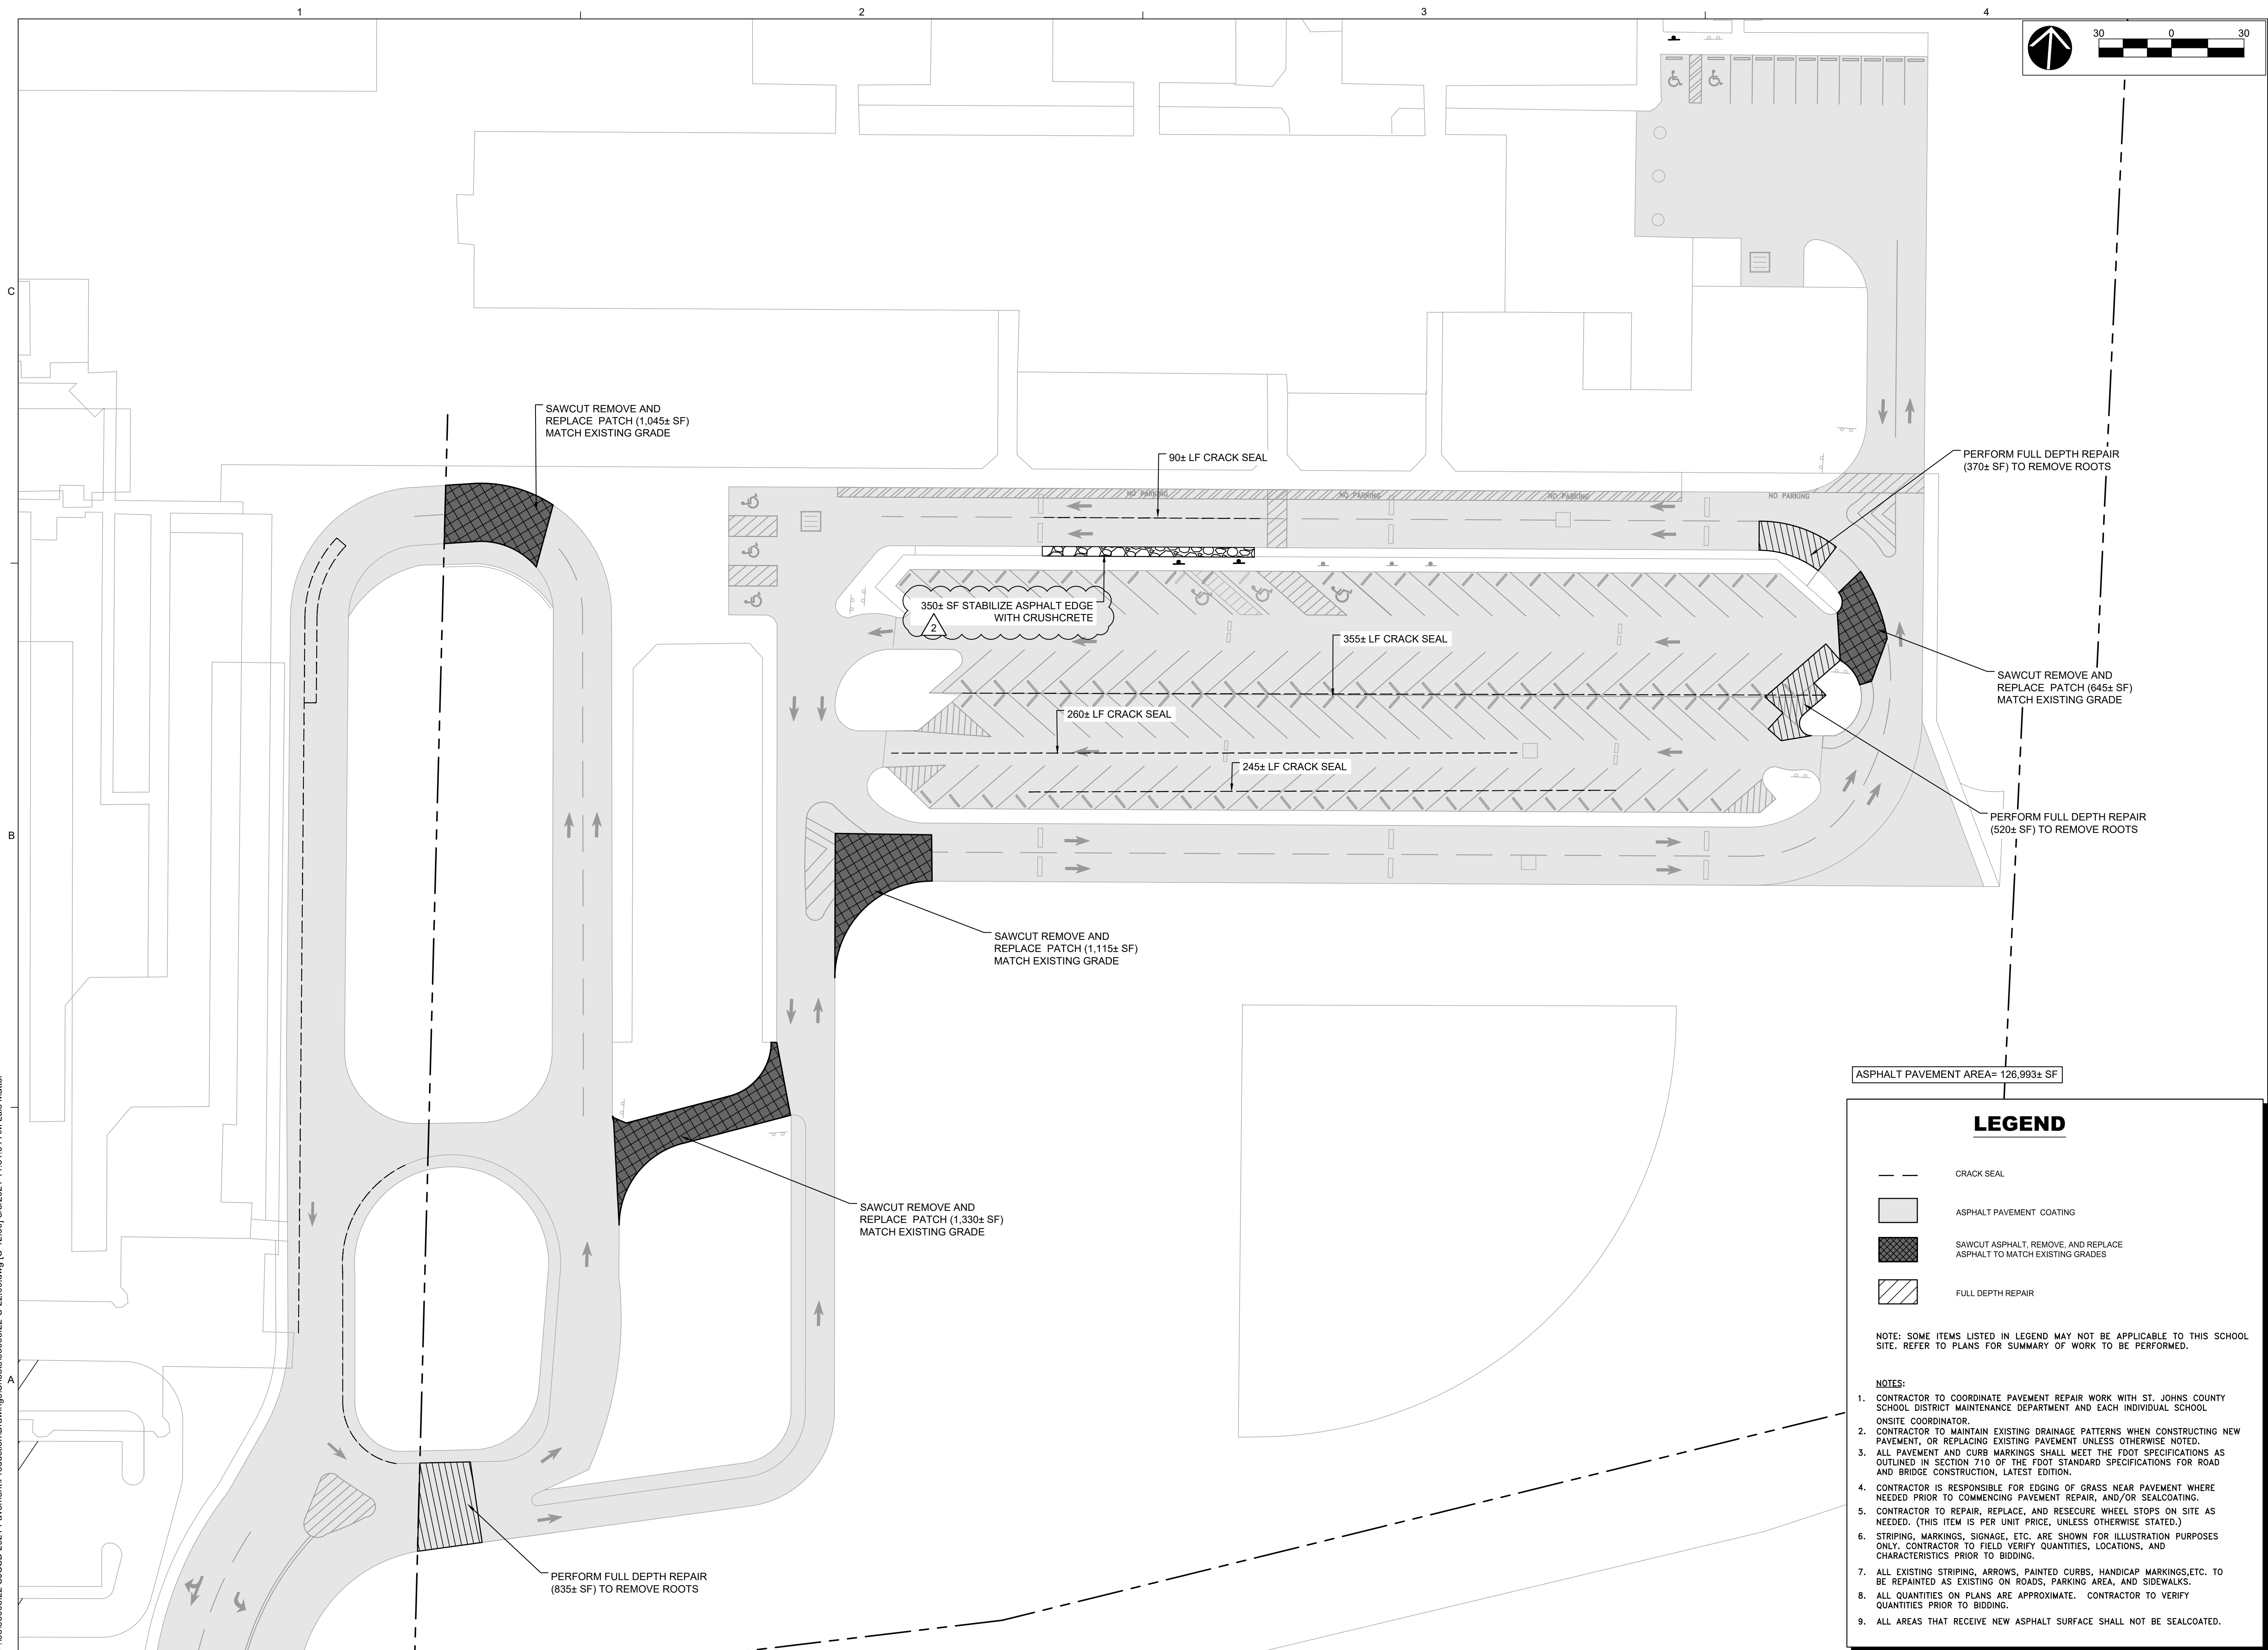 1
2
3
4
30 0 30
C
B
A
SAWCUT REMOVE AND
REPLACE PATCH (1,045± SF)
MATCH EXISTING GRADE
90± LF CRACK SEAL
PERFORM FULL DEPTH REPAIR
(370± SF) TO REMOVE ROOTS
NO PARKING
NO PARKING
NO PARKING
NO PARKING
350± SF STABILIZE ASPHALT EDGE
WITH CRUSHCRETE
2
355± LF CRACK SEAL
SAWCUT REMOVE AND
REPLACE PATCH (645± SF)
MATCH EXISTING GRADE
260± LF CRACK SEAL
245± LF CRACK SEAL
PERFORM FULL DEPTH REPAIR
(520± SF) TO REMOVE ROOTS
SAWCUT REMOVE AND
REPLACE PATCH (1,115± SF)
MATCH EXISTING GRADE
SAWCUT REMOVE AND
REPLACE PATCH (1,330± SF)
MATCH EXISTING GRADE
PERFORM FULL DEPTH REPAIR
(835± SF) TO REMOVE ROOTS
ASPHALT PAVEMENT AREA= 126,993± SF
LEGEND
CRACK SEAL
ASPHALT PAVEMENT COATING
SAWCUT ASPHALT, REMOVE, AND REPLACE
ASPHALT TO MATCH EXISTING GRADES
FULL DEPTH REPAIR
NOTE: SOME ITEMS LISTED IN LEGEND MAY NOT BE APPLICABLE TO THIS SCHOOL
SITE. REFER TO PLANS FOR SUMMARY OF WORK TO BE PERFORMED.
NOTES:
1. CONTRACTOR TO COORDINATE PAVEMENT REPAIR WORK WITH ST. JOHNS COUNTY
SCHOOL DISTRICT MAINTENANCE DEPARTMENT AND EACH INDIVIDUAL SCHOOL
ONSITE COORDINATOR.
2. CONTRACTOR TO MAINTAIN EXISTING DRAINAGE PATTERNS WHEN CONSTRUCTING NEW
PAVEMENT, OR REPLACING EXISTING PAVEMENT UNLESS OTHERWISE NOTED.
3. ALL PAVEMENT AND CURB MARKINGS SHALL MEET THE FDOT SPECIFICATIONS AS
OUTLINED IN SECTION 710 OF THE FDOT STANDARD SPECIFICATIONS FOR ROAD
AND BRIDGE CONSTRUCTION, LATEST EDITION.
4. CONTRACTOR IS RESPONSIBLE FOR EDGING OF GRASS NEAR PAVEMENT WHERE
NEEDED PRIOR TO COMMENCING PAVEMENT REPAIR, AND/OR SEALCOATING.
5. CONTRACTOR TO REPAIR, REPLACE, AND RESECURE WHEEL STOPS ON SITE AS
NEEDED. (THIS ITEM IS PER UNIT PRICE, UNLESS OTHERWISE STATED.)
6. STRIPING, MARKINGS, SIGNAGE, ETC. ARE SHOWN FOR ILLUSTRATION PURPOSES
ONLY. CONTRACTOR TO FIELD VERIFY QUANTITIES, LOCATIONS, AND
CHARACTERISTICS PRIOR TO BIDDING.
7. ALL EXISTING STRIPING, ARROWS, PAINTED CURBS, HANDICAP MARKINGS,ETC. TO
BE REPAINTED AS EXISTING ON ROADS, PARKING AREA, AND SIDEWALKS.
8. ALL QUANTITIES ON PLANS ARE APPROXIMATE. CONTRACTOR TO VERIFY
QUANTITIES PRIOR TO BIDDING.
9. ALL AREAS THAT RECEIVE NEW ASPHALT SURFACE SHALL NOT BE SEALCOATED.